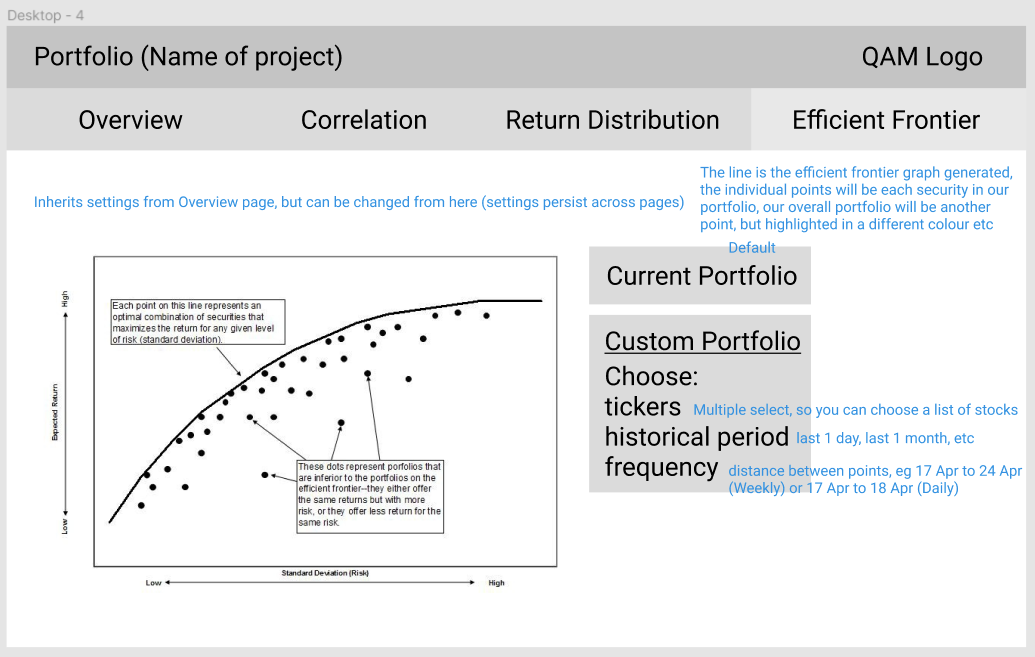 Desktop - 4
Portfolio (Name of project)
QAM Logo
Overview
Correlation
Return Distribution
Efficient Frontier
Inherits settings from Overview page, but can be changed from here (settings persist across pages)
The line is the efficient frontier graph generated,
the individual points will be each security in our
portfolio, our overall portfolio will be another
point, but highlighted in a different colour etc
Default
Current Portfolio
Custom Portfolio
Choose:
tickers
Multiple select, so you can choose a list of stocks
historical period
last 1 day, last 1 month, etc
frequency
distance between points, eg 17 Apr to 24 Apr
(Weekly) or 17 Apr to 18 Apr (Daily)
High
Expected Return
Low
Each point on this line represents an
optimal combination of securities that
maximizes the return for any given level
of risk (standard deviation).
These dots represent porfolios that
are inferior to the portfolios on the
efficient frontier--they either offer
the same returns but with more
risk, or they offer less return for the
same risk.
Standard Deviation (Risk)
Low
High